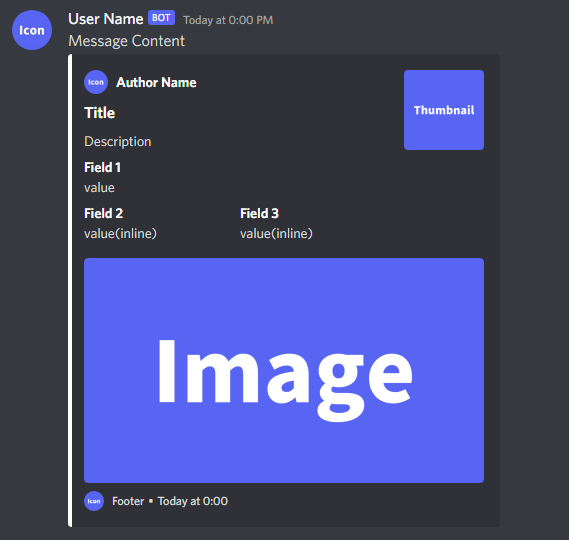 Icon User Name BOT Today at 0:00 PM
Message Content
Icon Author Name
Thumbnail
Title
Description
Field 1
value
Field 2 Field 3
value(inline) value(inline)
Image
Icon Footer • Today at 0:00